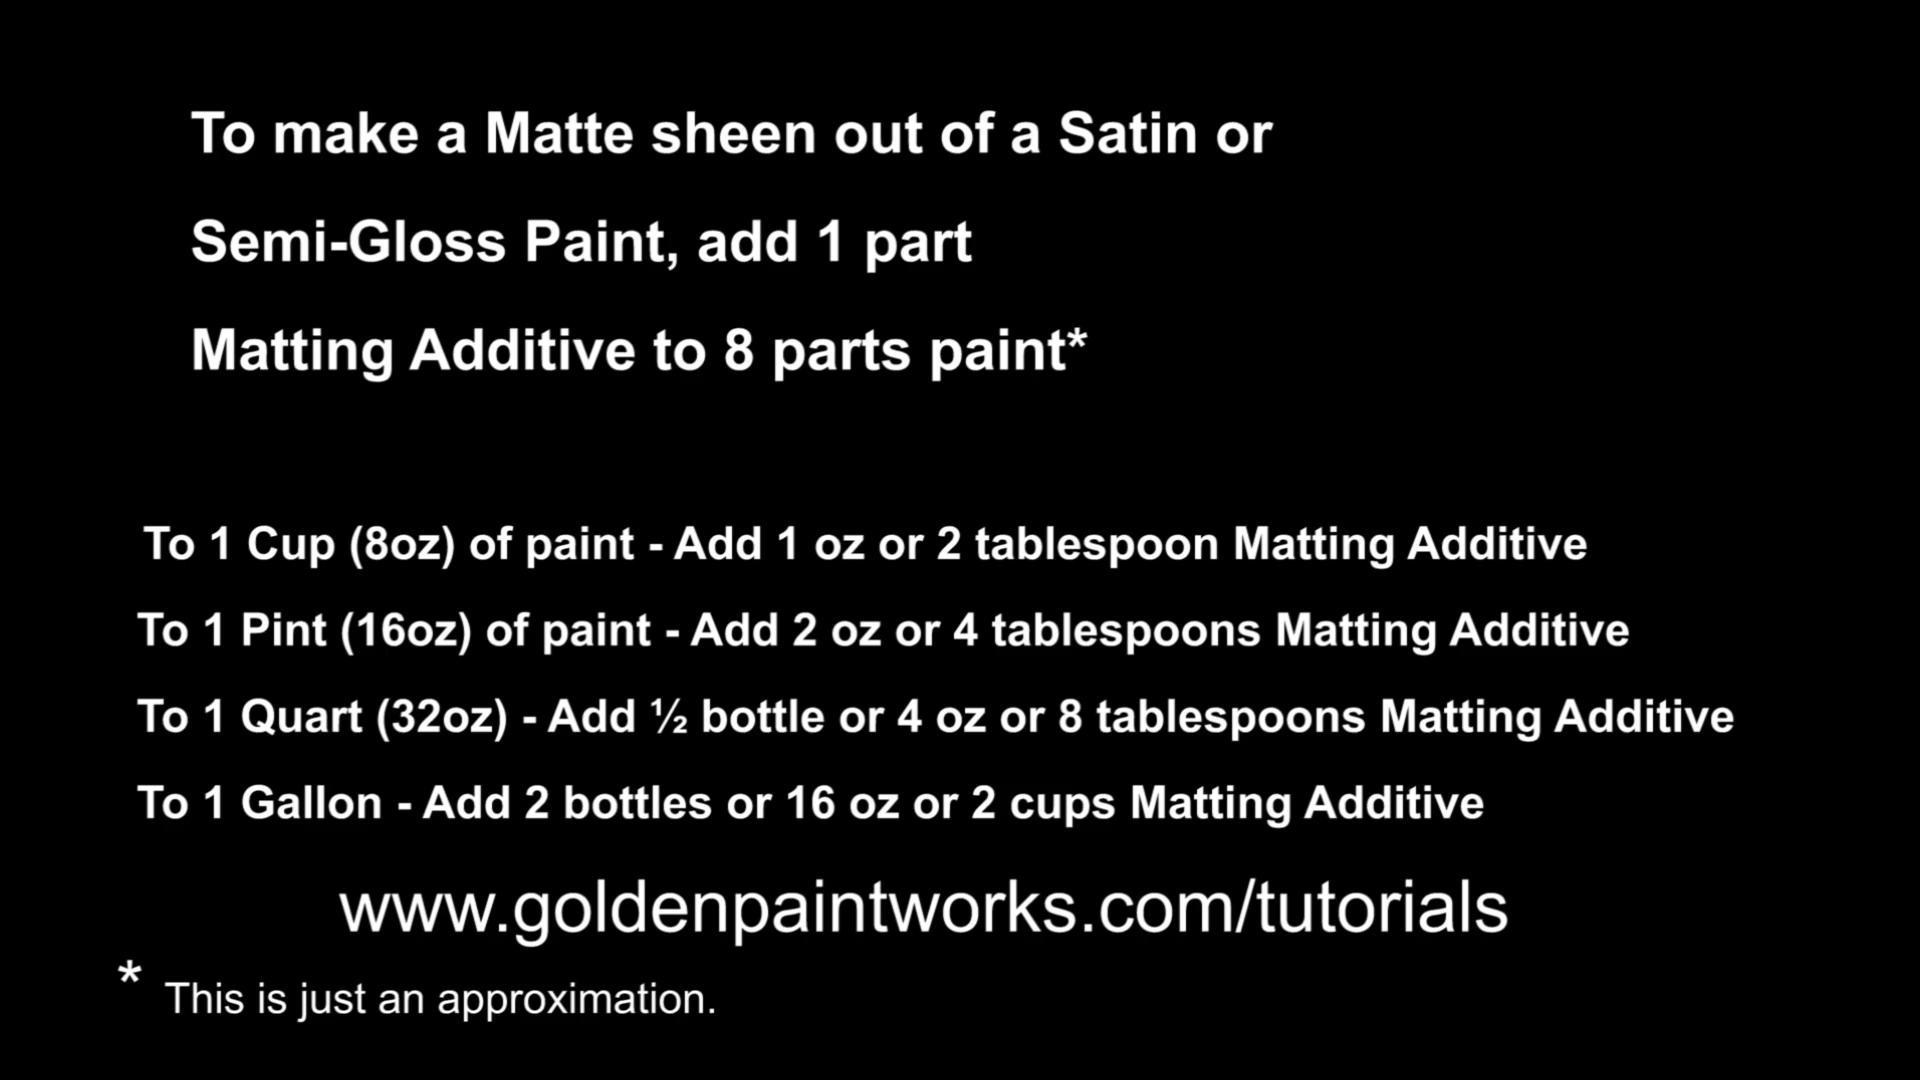 To make a Matte sheen out of a Satin or
Semi-Gloss Paint, add 1 part
Matting Additive to 8 parts paint*
To 1 Cup (8oz) of paint - Add 1 oz or 2 tablespoon Matting Additive
To 1 Pint (16oz) of paint - Add 2 oz or 4 tablespoons Matting Additive
To 1 Quart (32oz) - Add ½ bottle or 4 oz or 8 tablespoons Matting Additive
To 1 Gallon - Add 2 bottles or 16 oz or 2 cups Matting Additive
www.goldenpaintworks.com/tutorials
* This is just an approximation.